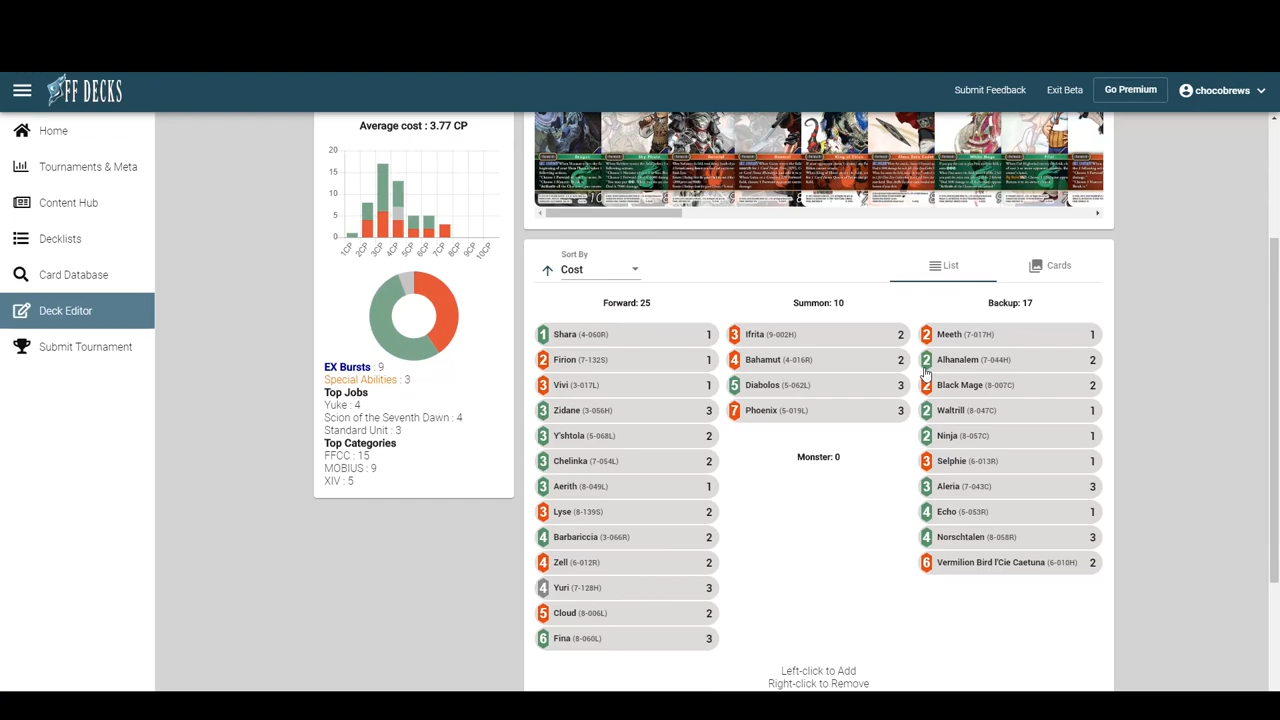 FF DECKS
Submit Feedback
Exit Beta
Go Premium
chocobrews
Home
Tournaments & Meta
Content Hub
Decklists
Card Database
Deck Editor
Submit Tournament
Average cost : 3.77 CP
20
15
10
5
0
1CP 2CP 3CP 4CP 5CP 6CP 7CP 8CP 9CP 10CP
EX Bursts : 9
Special Abilities : 3
Top Jobs
Yuke : 4
Scion of the Seventh Dawn : 4
Standard Unit : 3
Top Categories
FFCC : 15
MOBIUS : 9
XIV : 5
Sort By
Cost
List
Cards
Forward: 25
1 Shara (4-060R) 1
2 Firion (7-132S) 1
3 Vivi (3-017L) 1
3 Zidane (3-056H) 3
3 Y'shtola (5-068L) 2
3 Chelinka (7-054L) 2
3 Aerith (8-049L) 1
3 Lyse (8-139S) 2
4 Barbariccia (3-066R) 2
4 Zell (6-012R) 2
4 Yuri (7-128H) 3
5 Cloud (8-006L) 2
6 Fina (8-060L) 3
Summon: 10
3 Ifrita (9-002H) 2
4 Bahamut (4-016R) 2
5 Diabolos (5-062L) 3
7 Phoenix (5-019L) 3
Monster: 0
Backup: 17
2 Meeth (7-017H) 1
2 Alhanalem (7-044H) 2
2 Black Mage (8-007C) 2
2 Waltrill (8-047C) 1
2 Ninja (8-057C) 1
3 Selphie (6-013R) 1
3 Aleria (7-043C) 3
4 Echo (5-053R) 1
4 Norschtalen (8-058R) 3
6 Vermilion Bird l'Cie Caetuna (6-010H) 2
Left-click to Add
Right-click to Remove